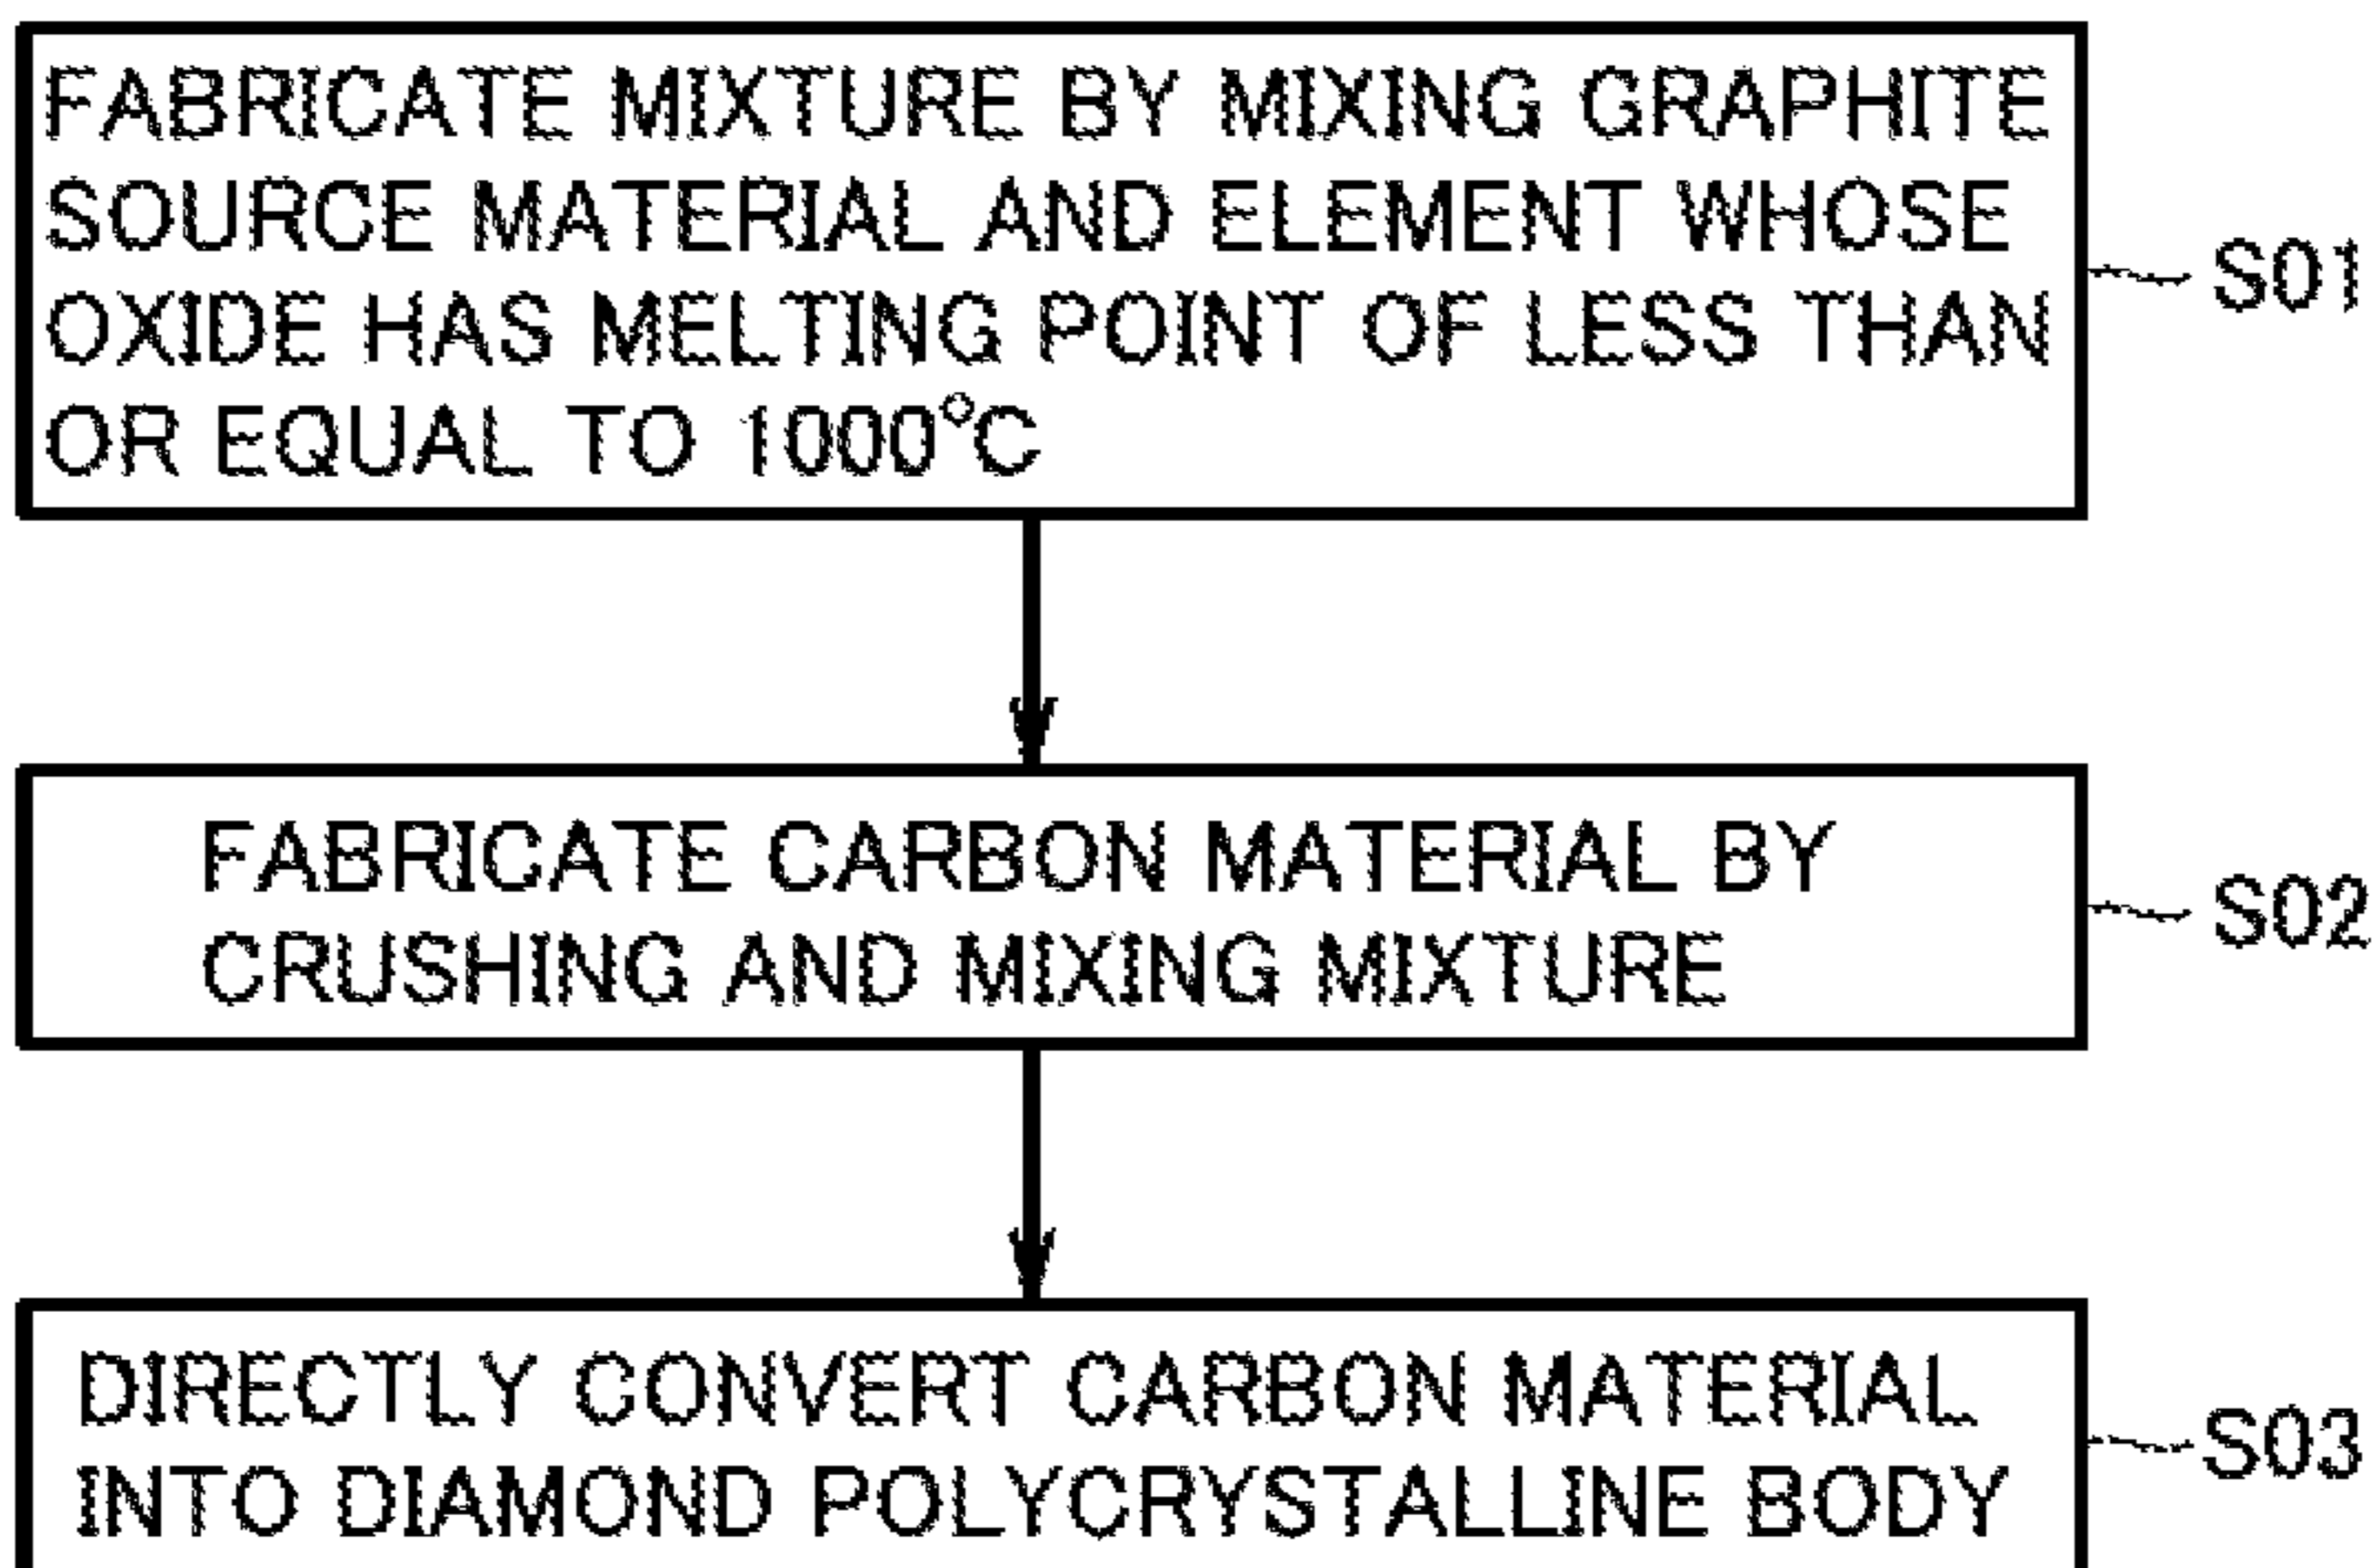 FABRICATE MIXTURE BY MIXING GRAPHITE
SOURCE MATERIAL AND ELEMENT WHOSE
OXIDE HAS MELTING POINT OF LESS THAN
OR EQUAL TO 1000°C
S01
FABRICATE CARBON MATERIAL BY
CRUSHING AND MIXING MIXTURE
S02
DIRECTLY CONVERT CARBON MATERIAL
INTO DIAMOND POLYCRYSTALLINE BODY
S03